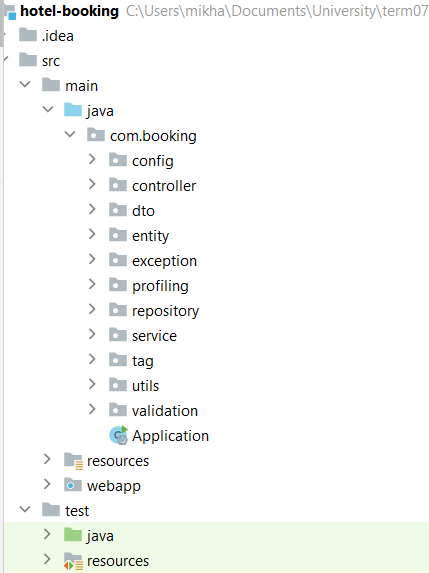 hotel-booking C:\Users\mikha\Documents\University\term07
.idea
src
main
java
com.booking
config
controller
dto
entity
exception
profiling
repository
service
tag
utils
validation
Application
resources
webapp
test
java
resources